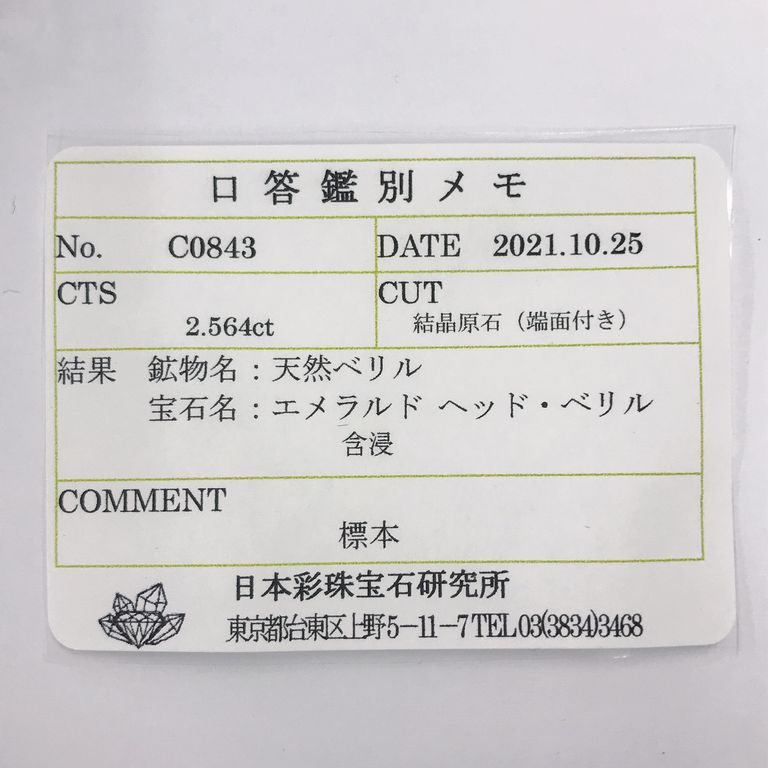 口答鑑別メモ
No. C0843 DATE 2021.10.25
CTS CUT
2.564ct 結晶原石（端面付き）
結果 鉱物名：天然ベリル
宝石名：エメラルド ヘッド・ベリル
含浸
COMMENT
標本
日本彩珠宝石研究所
東京都台東区上野5－11－7 TEL 03(3834)3468